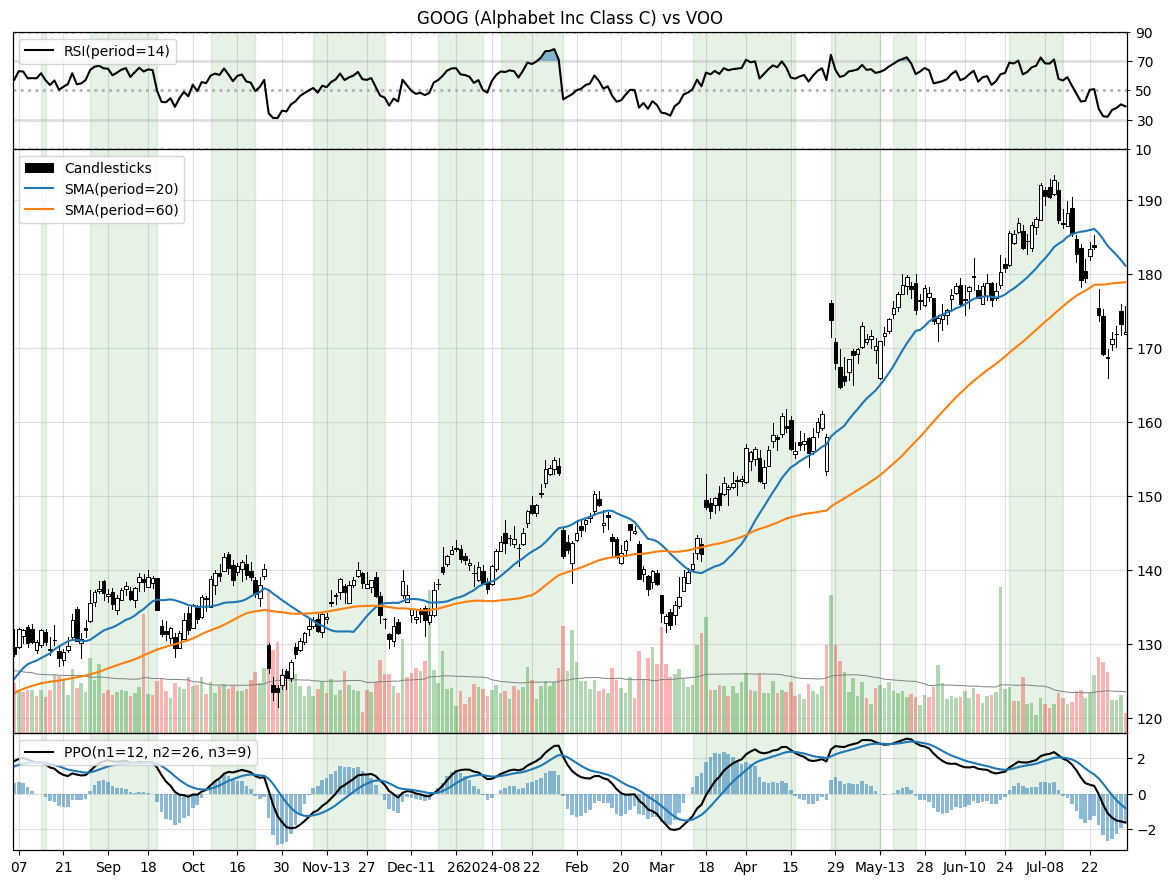 GOOG (Alphabet Inc Class C) vs VOO
RSI(period=14)
90
70
50
30
10
Candlesticks
SMA(period=20)
SMA(period=60)
190
180
170
160
150
140
130
120
PPO(n1=12, n2=26, n3=9)
2
0
−2
07 21 Sep 18 Oct 16 30 Nov-13 27 Dec-11 26 2024-08 22 Feb 20 Mar 18 Apr 15 29 May-13 28 Jun-10 24 Jul-08 22